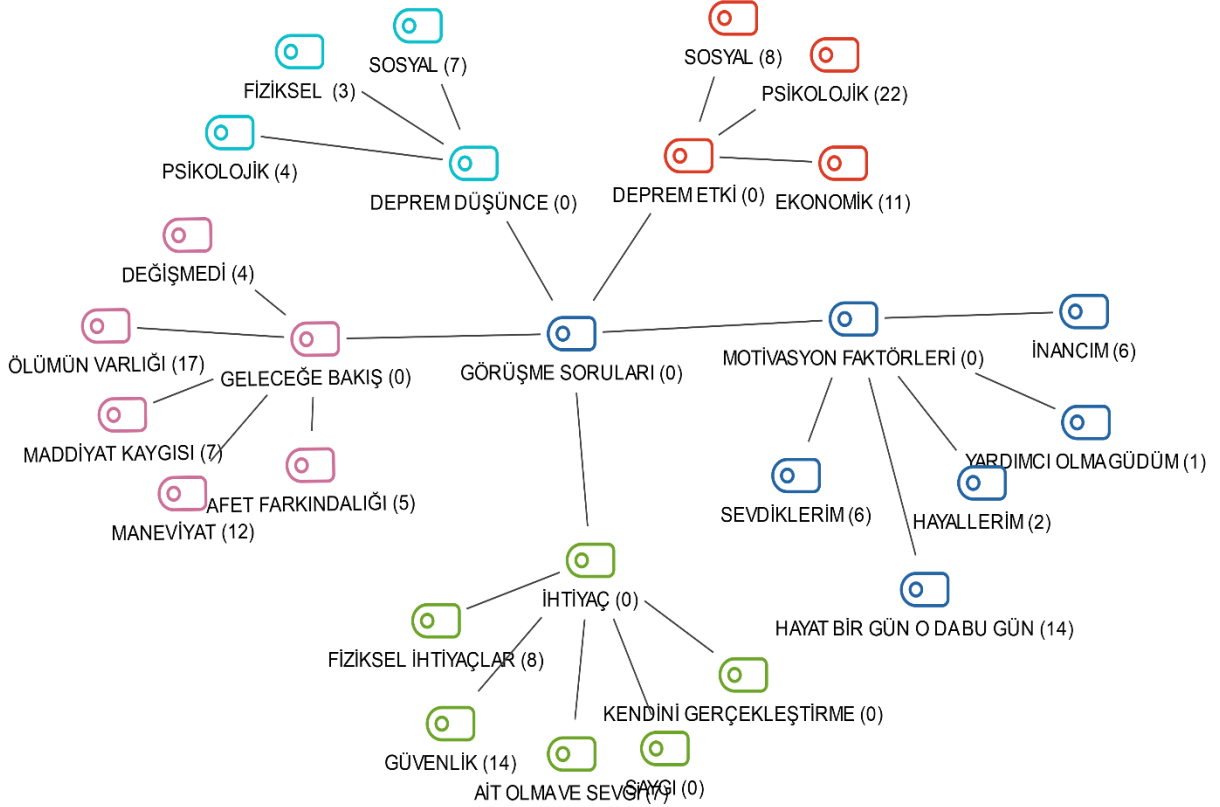 SOSYAL (7)
FİZİKSEL (3)
PSİKOLOJİK (4)
DEPREM DÜŞÜNCE (0)
SOSYAL (8)
PSİKOLOJİK (22)
DEPREM ETKİ (0)
EKONOMİK (11)
DEĞİŞMEDİ (4)
ÖLÜMÜN VARLIĞI (17)
GELECEĞE BAKIŞ (0)
MADDİYAT KAYGISI (7)
AFET FARKINDALIĞI (5)
MANEVİYAT (12)
GÖRÜŞME SORULARI (0)
MOTİVASYON FAKTÖRLERİ (0)
İNANCIM (6)
YARDIMCI OLMA GÜDÜM (1)
SEVDİKLERİM (6)
HAYALLERİM (2)
HAYAT BİR GÜN O DA BU GÜN (14)
İHTİYAÇ (0)
FİZİKSEL İHTİYAÇLAR (8)
KENDİNİ GERÇEKLEŞTİRME (0)
GÜVENLİK (14)
AİT OLMA VE SEVGİ (7)
SAYGI (0)